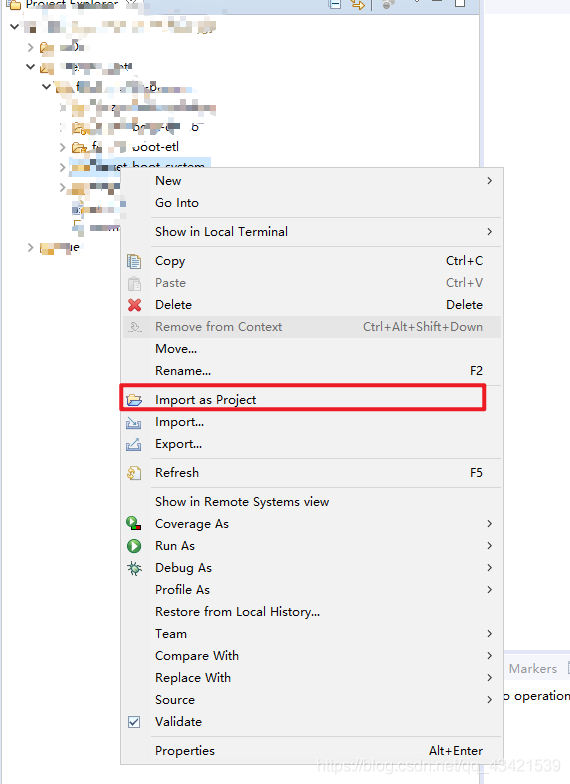 Project Explorer
boot-etl
boot-system
New
Go Into
Show in Local Terminal
Copy Ctrl+C
Paste Ctrl+V
Delete Delete
Remove from Context Ctrl+Alt+Shift+Down
Move...
Rename... F2
Import as Project
Import...
Export...
Refresh F5
Show in Remote Systems view
Coverage As
Run As
Debug As
Profile As
Restore from Local History...
Team
Compare With
Replace With
Source
Validate
Properties Alt+Enter
Markers
o operation
https://blog.csdn.net/qq_43421539